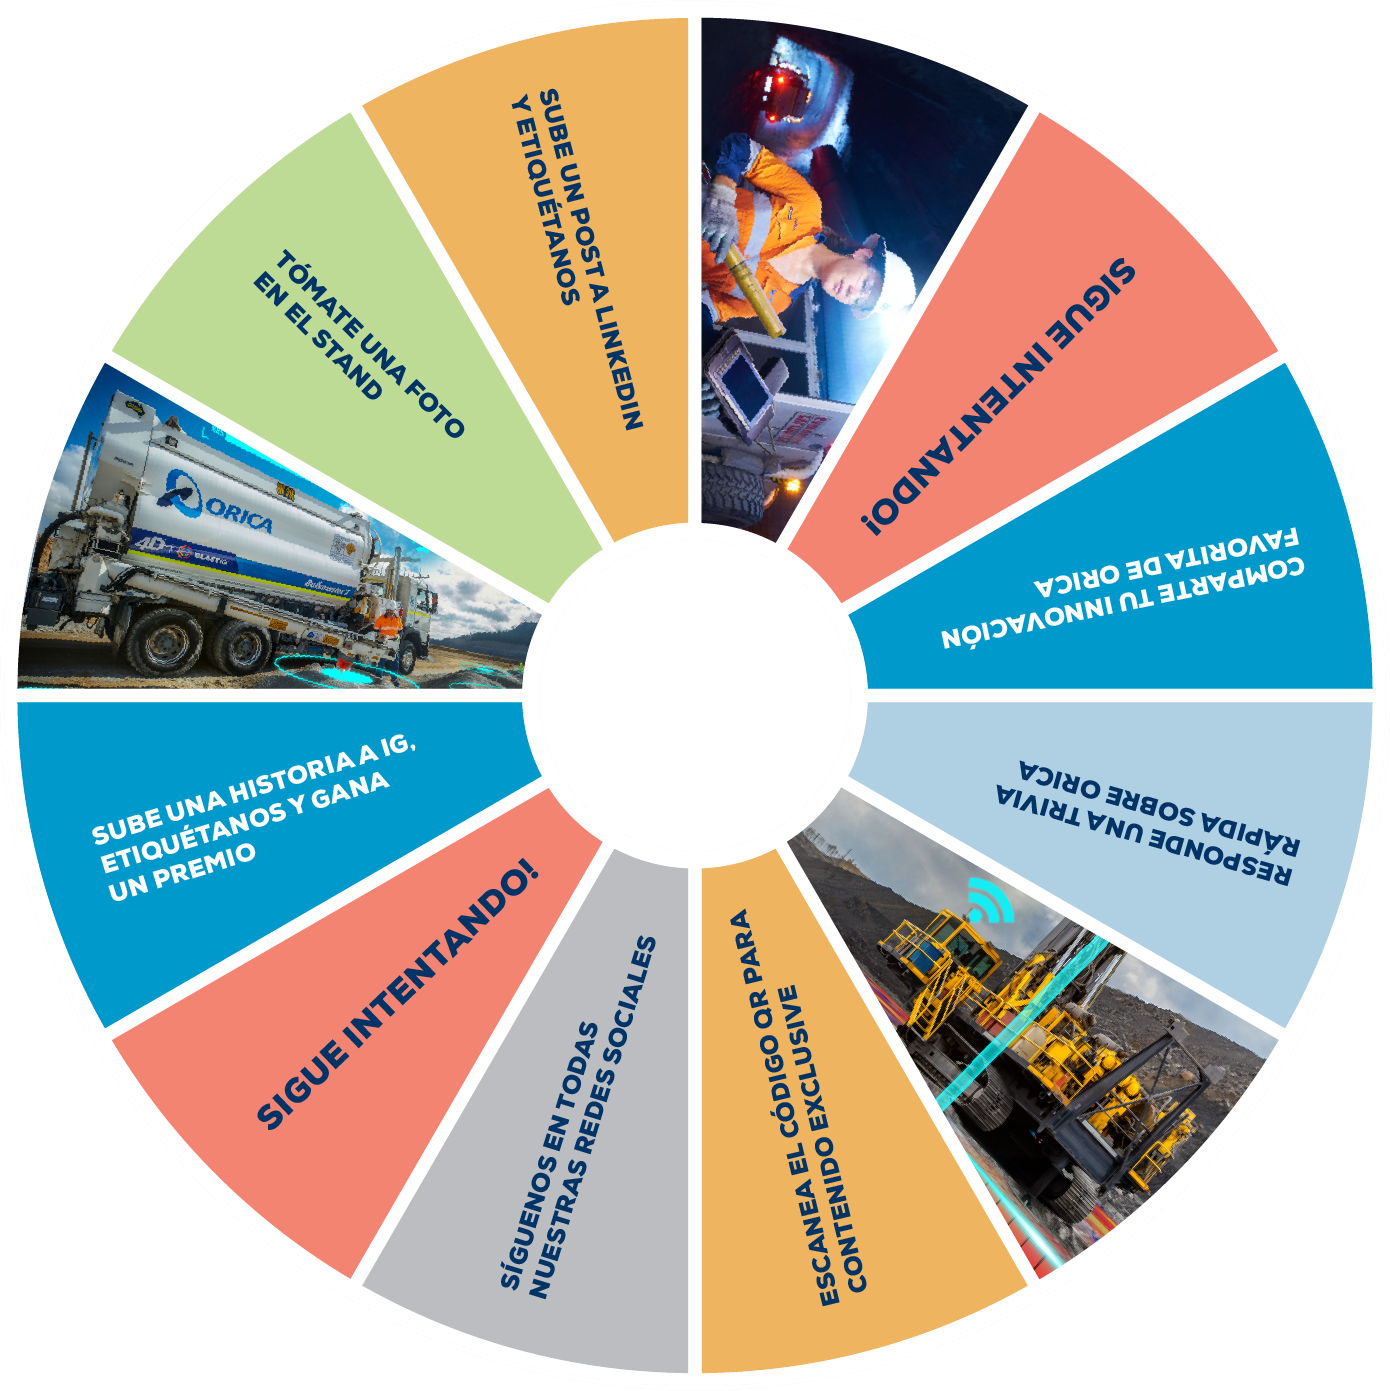 SUBE UN POST A LINKEDIN
Y ETIQUÉTANOS
SIGUE INTENTANDO!
COMPARTE TU INNOVACIÓN
FAVORITA DE ORICA
RESPONDE UNA TRIVIA
RÁPIDA SOBRE ORICA
ESCANEA EL CÓDIGO QR PARA
CONTENIDO EXCLUSIVE
SÍGUENOS EN TODAS
NUESTRAS REDES SOCIALES
SIGUE INTENTANDO!
SUBE UNA HISTORIA A IG,
ETIQUÉTANOS Y GANA
UN PREMIO
ORICA
4D
BLASTIQ
TÓMATE UNA FOTO
EN EL STAND